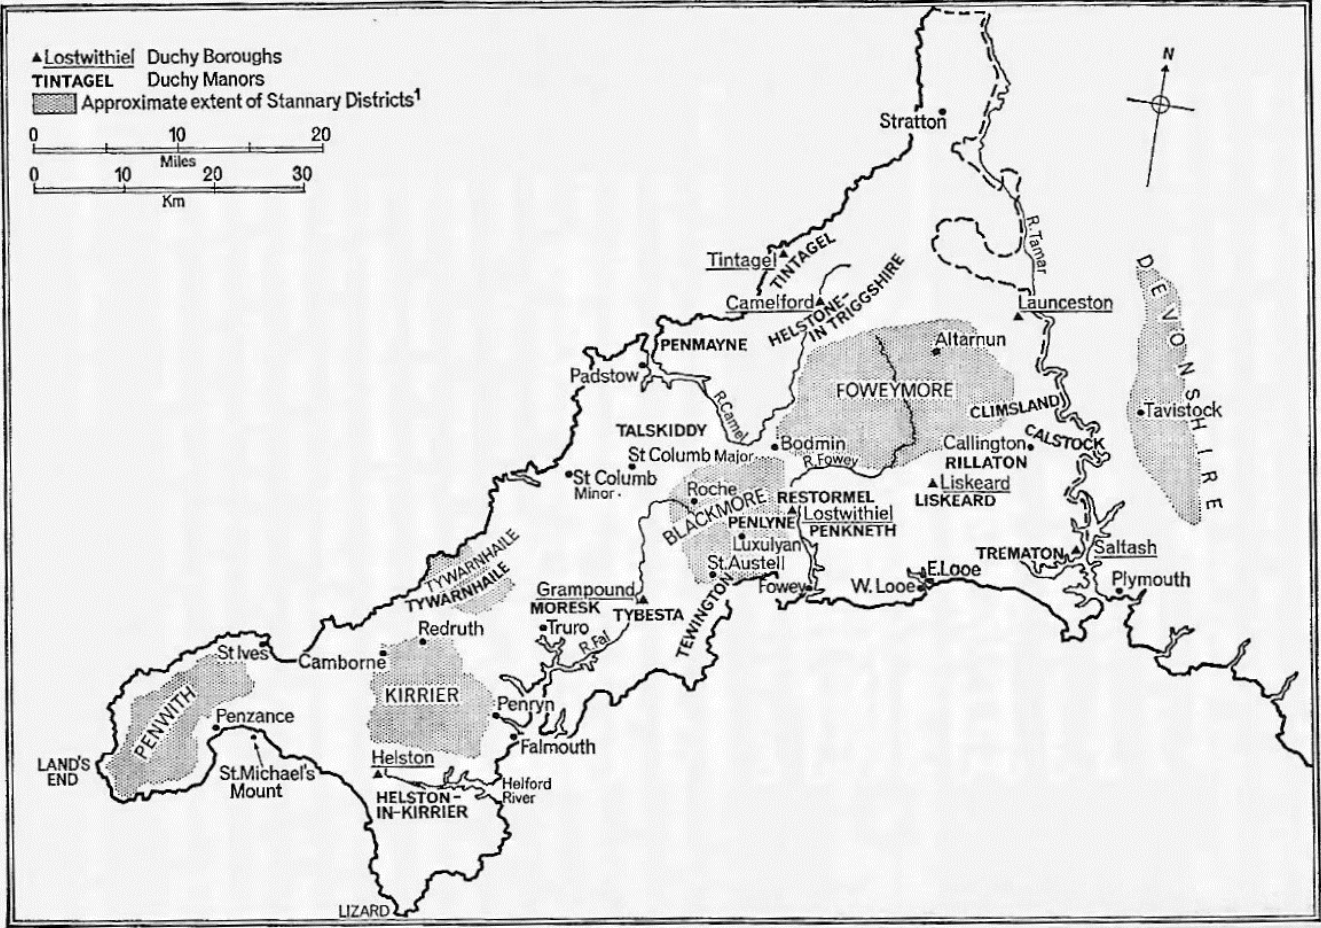 Lostwithiel Duchy Boroughs
TINTAGEL Duchy Manors
Approximate extent of Stannary Districts¹
0 10 20
Miles
0 10 20 30
Km
N
Stratton
R. Tamar
Tintagel
TINTAGEL
Camelford
HELSTONE-
IN TRIGGSHIRE
Launceston
DEVONSHIRE
PENMAYNE
Altarnun
Padstow
FOWEYMORE
R.Camel
CLIMSLAND
Tavistock
TALSKIDDY
CALSTOCK
Bodmin
Callington
St Columb Major
R.Fowey
RILLATON
St Columb
Minor
Roche
BLACKMORE
RESTORMEL
Liskeard
LISKEARD
Lostwithiel
PENLYNE
PENKNETH
Luxulyan
TYWARNHAILE
TYWARNHAILE
St.Austell
TREMATON
Saltash
E.Looe
W. Looe
Plymouth
Fowey
Grampound
MORESK
TYBESTA
TEWINGTON
Truro
R.Fal
Redruth
St Ives
Camborne
KIRRIER
PENWITH
Penryn
Penzance
Falmouth
LAND'S
END
St.Michael's
Mount
Helston
Helford
River
HELSTON-
IN-KIRRIER
LIZARD